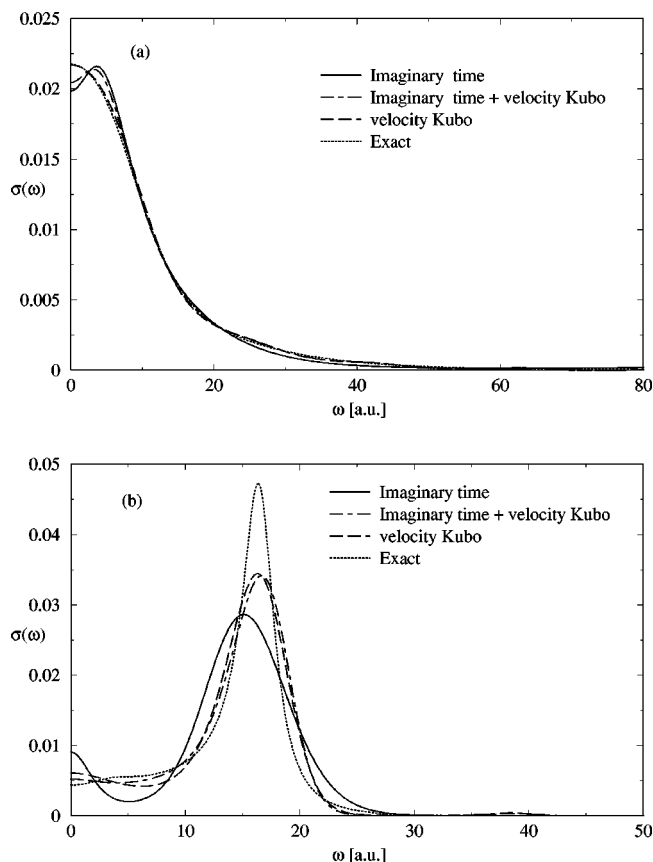 0.025
(a)
0.02
Imaginary time
Imaginary time + velocity Kubo
velocity Kubo
0.015
Exact
σ(ω)
0.01
0.005
0
0 20 40 60 80
ω [a.u.]
0.05
(b)
Imaginary time
0.04
Imaginary time + velocity Kubo
velocity Kubo
Exact
0.03
σ(ω)
0.02
0.01
0
0 10 20 30 40 50
ω [a.u.]